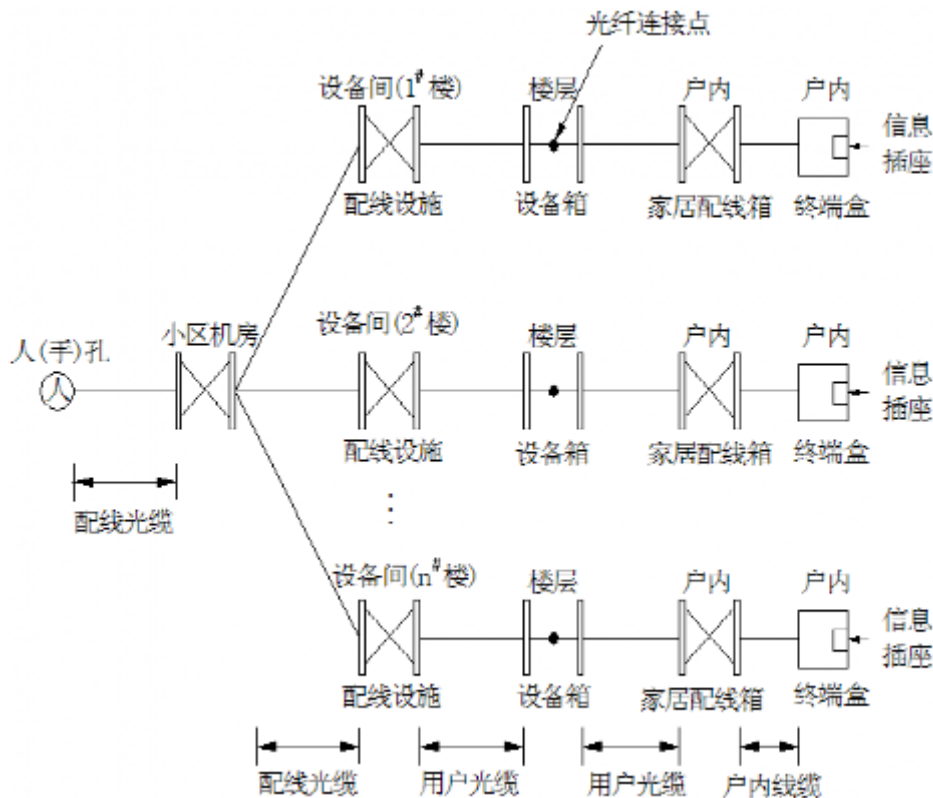 光纤连接点
设备间(1#楼) 楼层 户内 户内
信息
插座
配线设施 设备箱 家居配线箱 终端盒
设备间(2#楼) 楼层 户内 户内
人(手)孔 小区机房
人
信息
插座
配线设施 设备箱 家居配线箱 终端盒
配线光缆
⋮
设备间(n#楼) 楼层 户内 户内
信息
插座
配线设施 设备箱 家居配线箱 终端盒
配线光缆 用户光缆 用户光缆 户内线缆